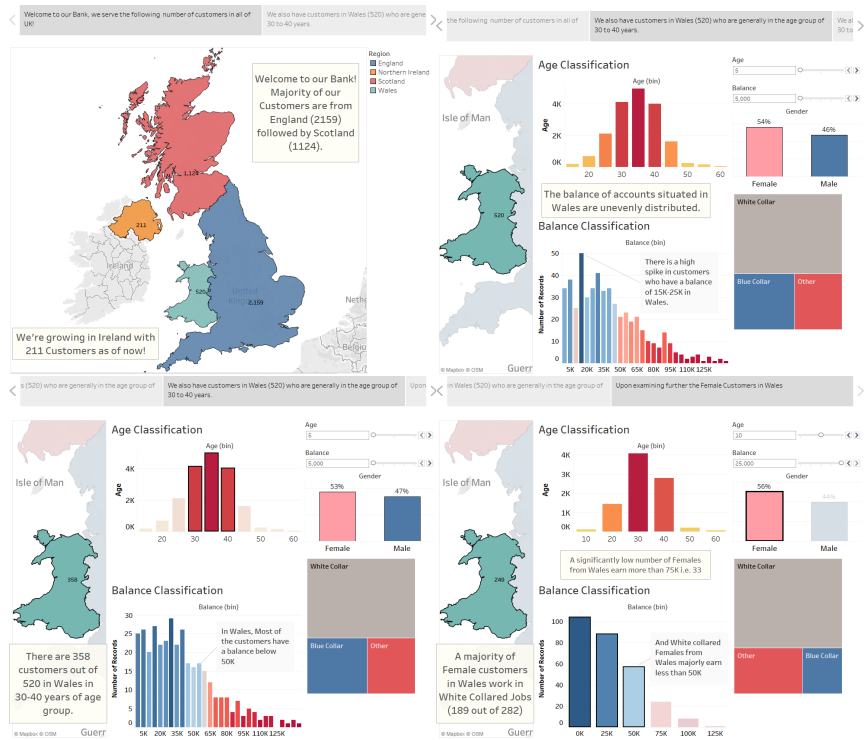 Welcome to our Bank, we serve the following number of customers in all of
UK!
We also have customers in Wales (520) who are gene
30 to 40 years.
Region
England
Northern Ireland
Scotland
Wales
Welcome to our Bank!
Majority of our
Customers are from
England (2159)
followed by Scotland
(1124).
1,124
211
Ireland
520
United
Kingdom
2,159
Nethe
Belgiu
We're growing in Ireland with
211 Customers as of now!
© Mapbox © OSM
the following number of customers in all of
We also have customers in Wales (520) who are generally in the age group of
30 to 40 years.
We al
30 to
Isle of Man
520
Guerr
© Mapbox © OSM
Age Classification
Age (bin)
Age
4K
2K
0K
20
30
40
50
60
Age
5
Balance
5,000
Gender
54%
46%
Female
Male
The balance of accounts situated in
Wales are unevenly distributed.
White Collar
Blue Collar
Other
Balance Classification
Balance (bin)
Number of Records
50
40
30
20
10
0
There is a high
spike in customers
who have a balance
of 15K-25K in
Wales.
5K
20K
35K
50K
65K
80K
95K
110K
125K
s (520) who are generally in the age group of
We also have customers in Wales (520) who are generally in the age group of
30 to 40 years.
Upon
Isle of Man
358
There are 358
customers out of
520 in Wales in
30-40 years of age
group.
© Mapbox © OSM
Guerr
Age Classification
Age (bin)
Age
4K
2K
0K
20
30
40
50
60
Age
5
Balance
5,000
Gender
53%
47%
Female
Male
White Collar
Blue Collar
Other
Balance Classification
Balance (bin)
Number of Records
30
25
20
15
10
5
0
In Wales, Most of
the customers have
a balance below
50K
5K
20K
35K
50K
65K
80K
95K
110K
125K
in Wales (520) who are generally in the age group of
Upon examining further the Female Customers in Wales
Isle of Man
249
A majority of
Female customers
in Wales work in
White Collared Jobs
(189 out of 282)
© Mapbox © OSM
Guerr
Age Classification
Age (bin)
Age
4K
3K
2K
1K
0K
10
20
30
40
50
60
Age
10
Balance
25,000
Gender
56%
44%
Female
Male
A significantly low number of Females
from Wales earn more than 75K i.e. 33
White Collar
Other
Blue Collar
Balance Classification
Balance (bin)
Number of Records
100
80
60
40
20
0
And White collared
Females from
Wales majorly earn
less than 50K
0K
25K
50K
75K
100K
125K